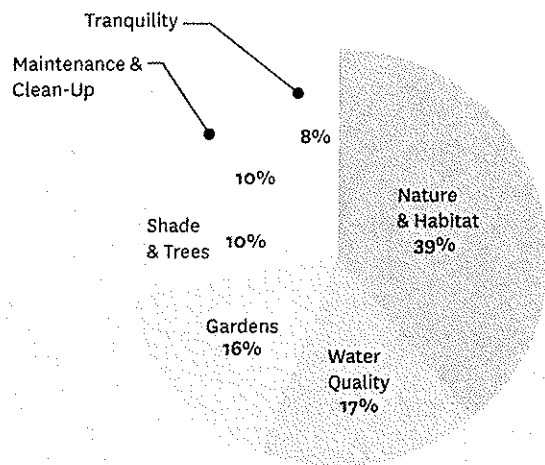 Tranquility
Maintenance &
Clean-Up
8%
10%
Shade
& Trees
10%
Nature
& Habitat
39%
Gardens
16%
Water
Quality
17%